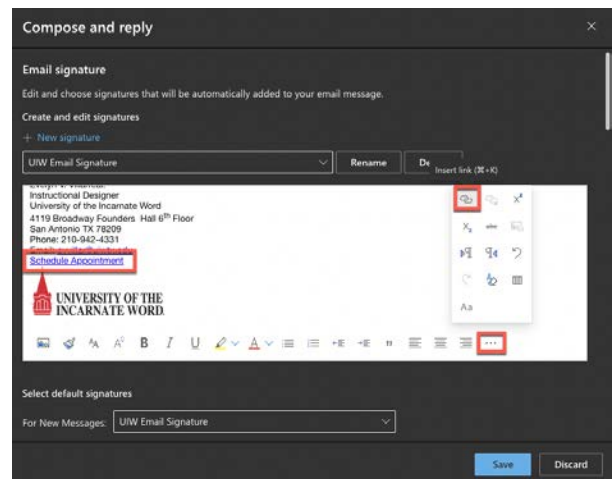 Compose and reply
Email signature
Edit and choose signatures that will be automatically added to your email message.
Create and edit signatures
+ New signature
UIW Email Signature
Rename
De
Insert link (⌘+K)
Instructional Designer
University of the Incarnate Word
4119 Broadway Founders Hall 6th Floor
San Antonio TX 78209
Phone: 210-942-4331
Schedule Appointment
UNIVERSITY OF THE
INCARNATE WORD
Aa
B I U A
Select default signatures
For New Messages: UIW Email Signature
Save Discard